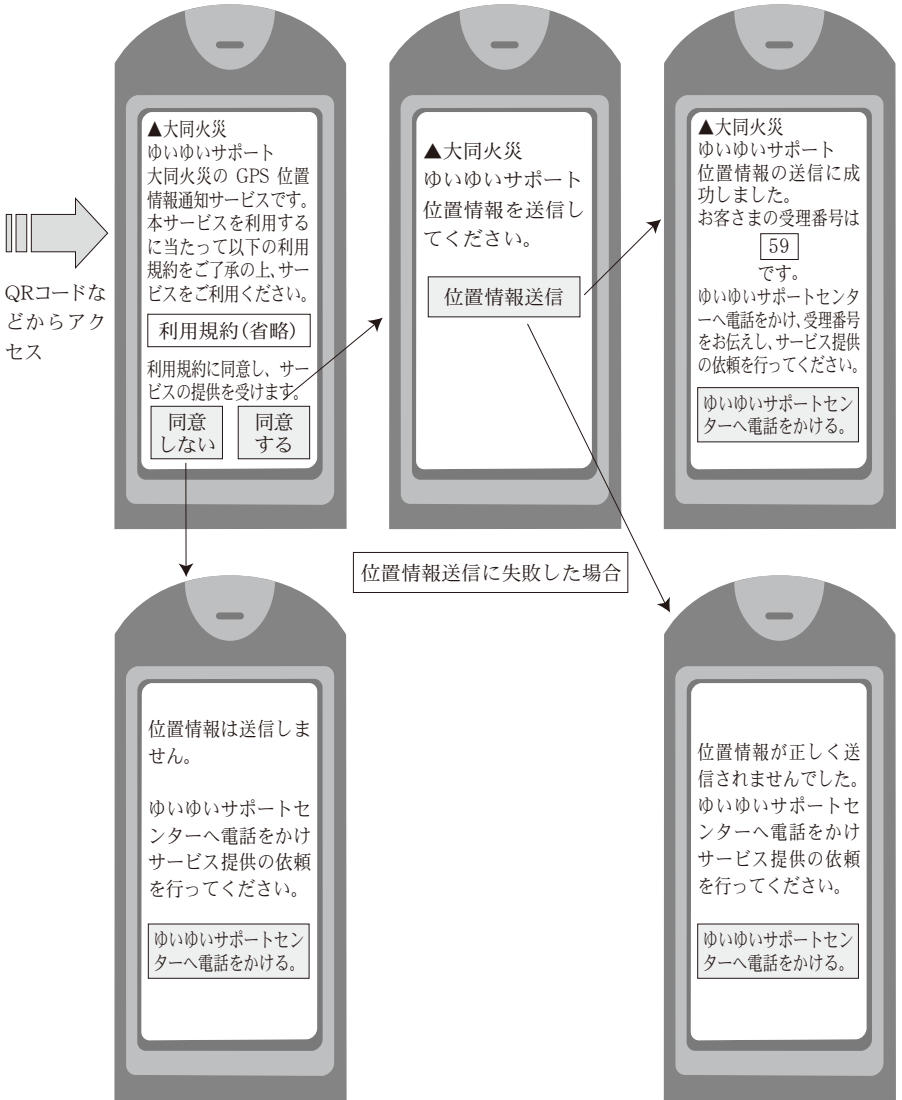 QRコードな
どからアク
セス
▲大同火災
ゆいゆいサポート
大同火災の GPS 位置
情報通知サービスです。
本サービスを利用する
に当たって以下の利用
規約をご了承の上、サー
ビスをご利用ください。
利用規約(省略)
利用規約に同意し、サー
ビスの提供を受けます。
同意
しない
同意
する
▲大同火災
ゆいゆいサポート
位置情報を送信し
てください。
位置情報送信
▲大同火災
ゆいゆいサポート
位置情報の送信に成
功しました。
お客さまの受理番号は
59
です。
ゆいゆいサポートセンタ
ーへ電話をかけ、受理番号
をお伝えし、サービス提供
の依頼を行ってください。
ゆいゆいサポートセン
ターへ電話をかける。
位置情報送信に失敗した場合
位置情報は送信しま
せん。
ゆいゆいサポートセ
ンターへ電話をかけ
サービス提供の依頼
を行ってください。
ゆいゆいサポートセン
ターへ電話をかける。
位置情報が正しく送
信されませんでした。
ゆいゆいサポートセ
ンターへ電話をかけ
サービス提供の依頼
を行ってください。
ゆいゆいサポートセン
ターへ電話をかける。